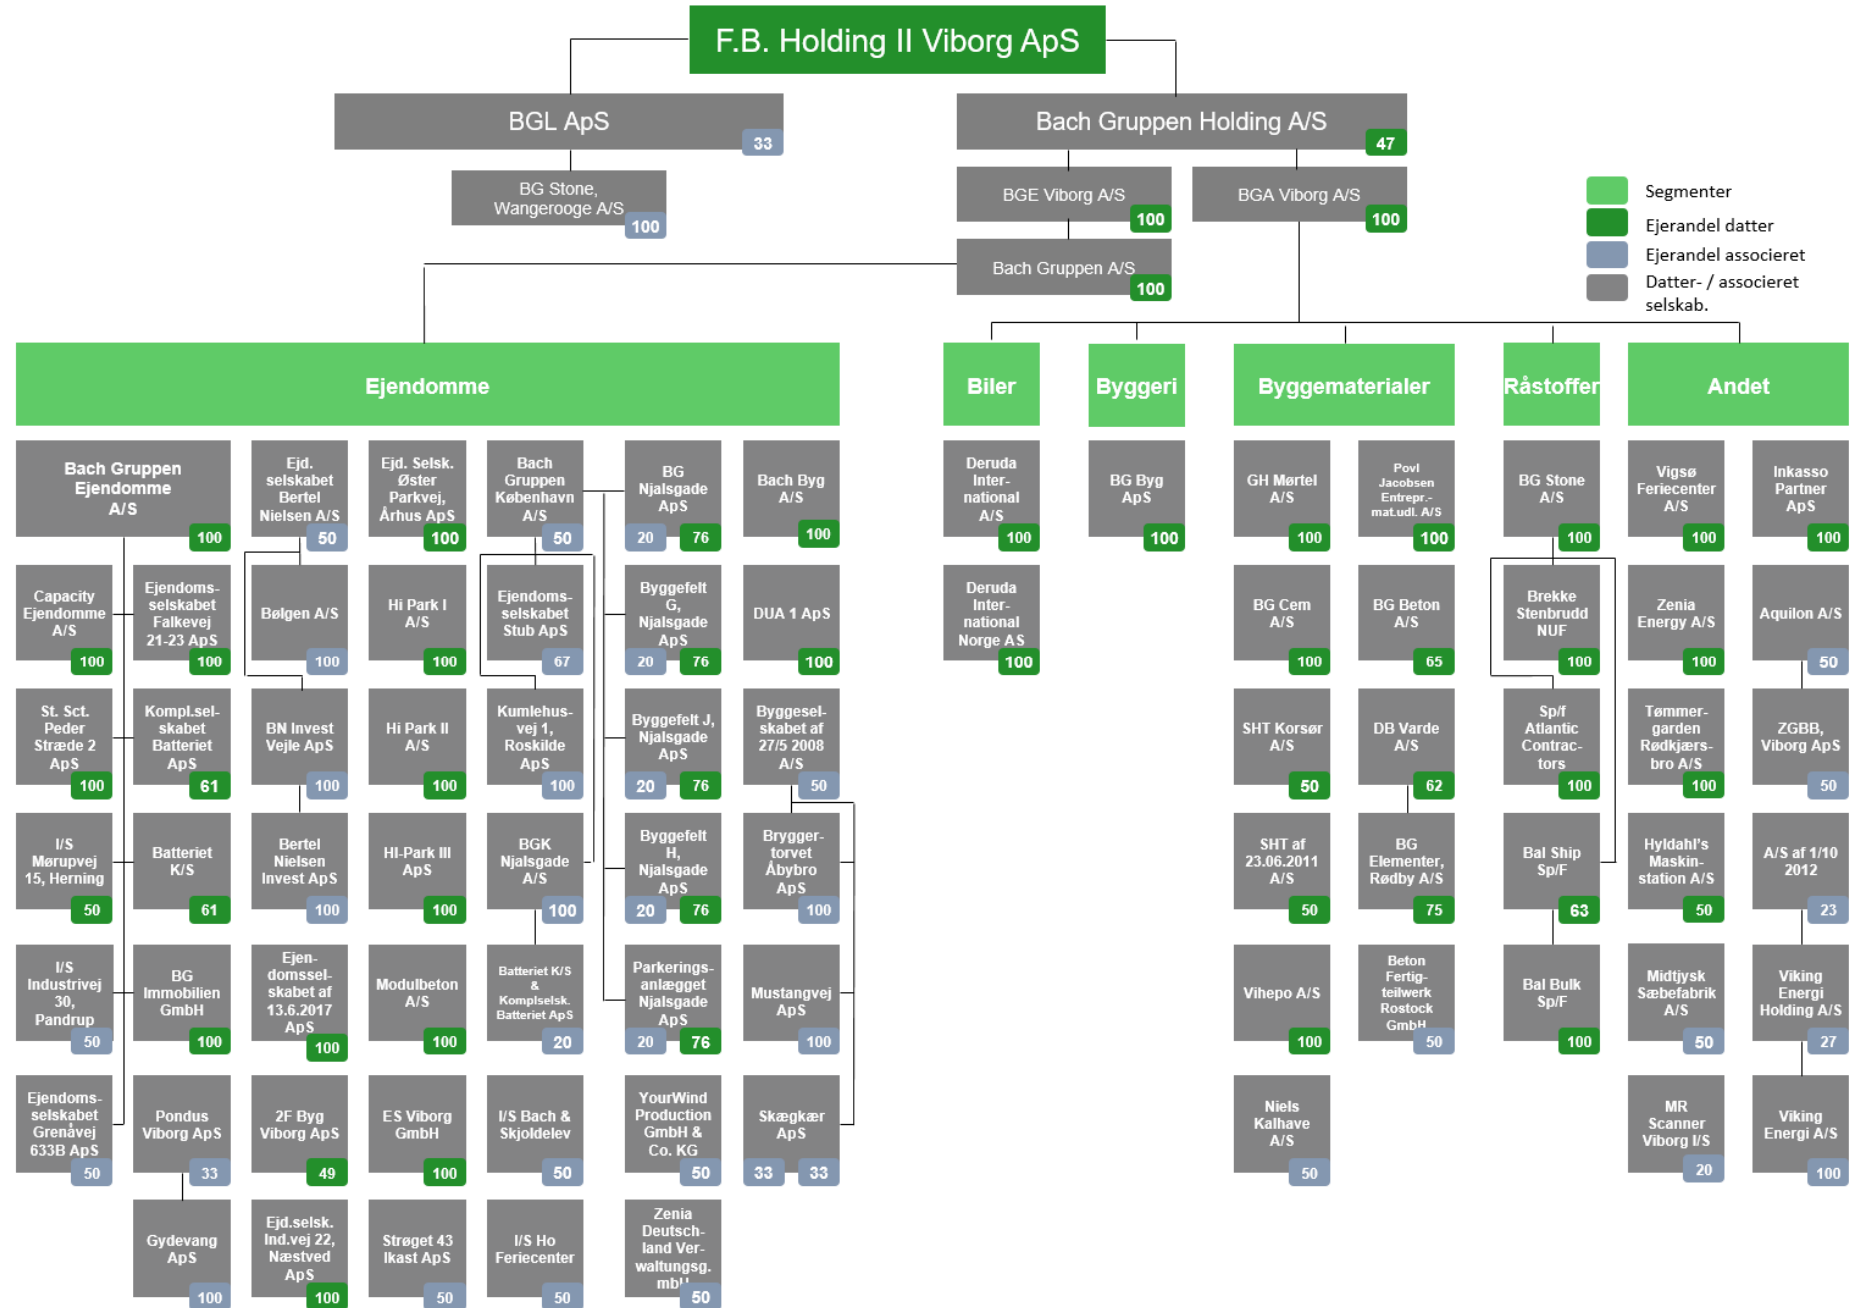 F.B. Holding II Viborg ApS
BGL ApS
33
Bach Gruppen Holding A/S
47
BG Stone,
Wangerooge A/S
100
BGE Viborg A/S
100
BGA Viborg A/S
100
Bach Gruppen A/S
100
Segmenter
Ejerandel datter
Ejerandel associeret
Datter- / associeret
selskab.
Ejendomme
Bach Gruppen
Ejendomme
A/S
100
Capacity
Ejendomme
A/S
100
Ejendoms-
selskabet
Falkevej
21-23 ApS
100
St. Sct.
Peder
Stræde 2
ApS
100
Kompl.sel-
skabet
Batteriet
ApS
61
I/S
Mørupvej
15, Herning
50
Batteriet
K/S
61
I/S
Industrivej
30,
Pandrup
50
BG
Immobilien
GmbH
100
Ejendoms-
selskabet
Grenåvej
633B ApS
50
Pondus
Viborg ApS
33
Gydevang
ApS
100
Ejd.
selskabet
Bertel
Nielsen A/S
50
Bølgen A/S
100
BN Invest
Vejle ApS
100
Bertel
Nielsen
Invest ApS
100
Ejen-
domssel-
skabet af
13.6.2017
ApS
100
2F Byg
Viborg ApS
49
Ejd.selsk.
Ind.vej 22,
Næstved
ApS
100
Ejd. Selsk.
Øster
Parkvej,
Århus ApS
100
Hi Park I
A/S
100
Hi Park II
A/S
100
HI-Park III
ApS
100
Modulbeton
A/S
100
ES Viborg
GmbH
100
Strøget 43
Ikast ApS
50
Bach
Gruppen
København
A/S
50
Ejendoms-
selskabet
Stub ApS
67
Kumlehus-
vej 1,
Roskilde
ApS
100
BGK
Njalsgade
A/S
100
Batteriet K/S
&
Komplselsk.
Batteriet ApS
20
I/S Bach &
Skjoldelev
50
I/S Ho
Feriecenter
50
BG
Njalsgade
ApS
20 76
Byggefelt
G,
Njalsgade
ApS
20 76
Byggefelt J,
Njalsgade
ApS
20 76
Byggefelt
H,
Njalsgade
ApS
20 76
Parkerings-
anlægget
Njalsgade
ApS
20 76
YourWind
Production
GmbH &
Co. KG
50
Zenia
Deutsch-
land Ver-
waltungsg.
mbH
50
Bach Byg
A/S
100
DUA 1 ApS
100
Byggesel-
skabet af
27/5 2008
A/S
50
Brygger-
torvet
Åbybro
ApS
100
Mustangvej
ApS
100
Skægkær
ApS
33 33
Biler
Deruda
Inter-
national
A/S
100
Deruda
Inter-
national
Norge AS
100
Byggeri
BG Byg
ApS
100
Byggematerialer
GH Mørtel
A/S
100
BG Cem
A/S
100
SHT Korsør
A/S
50
SHT af
23.06.2011
A/S
50
Vihepo A/S
100
Niels
Kalhave
A/S
50
Povl
Jacobsen
Entrepr.-
mat.udl. A/S
100
BG Beton
A/S
65
DB Varde
A/S
62
BG
Elementer,
Rødby A/S
75
Beton
Fertig-
teilwerk
Rostock
GmbH
50
Råstoffer
BG Stone
A/S
100
Brekke
Stenbrudd
NUF
100
Sp/f
Atlantic
Contrac-
tors
100
Bal Ship
Sp/F
63
Bal Bulk
Sp/F
100
Andet
Vigsø
Feriecenter
A/S
100
Zenia
Energy A/S
100
Tømmer-
garden
Rødkjærs-
bro A/S
100
Hyldahl's
Maskin-
station A/S
50
Midtjysk
Sæbefabrik
A/S
50
MR
Scanner
Viborg I/S
20
Inkasso
Partner
ApS
100
Aquilon A/S
50
ZGBB,
Viborg ApS
50
A/S af 1/10
2012
23
Viking
Energi
Holding A/S
27
Viking
Energi A/S
100